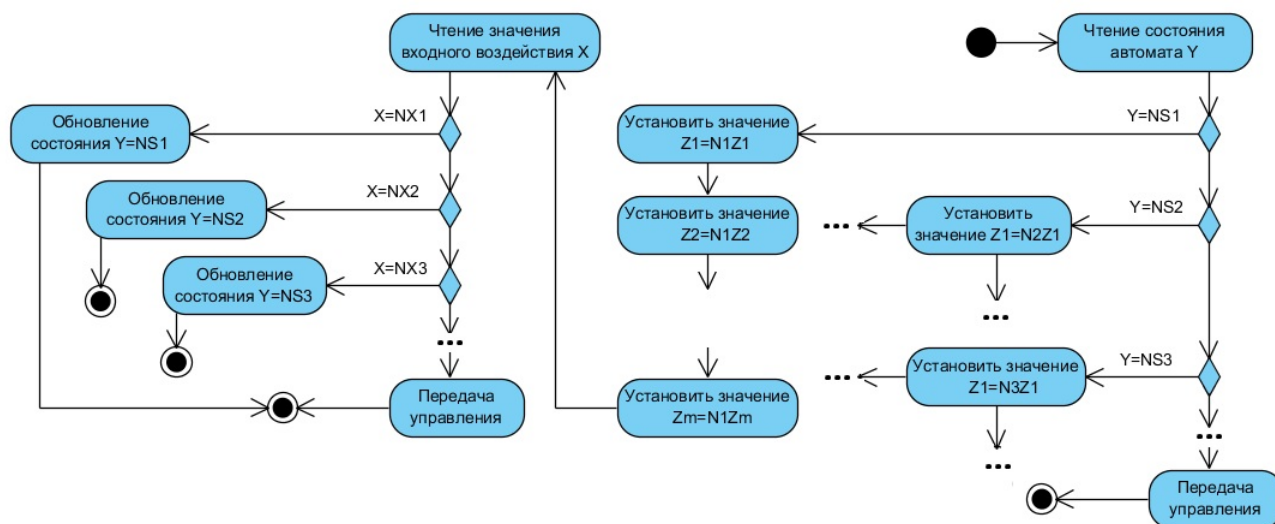 Чтение значения
входного воздействия X
Чтение состояния
автомата Y
X=NX1
Обновление
состояния Y=NS1
Установить значение
Z1=N1Z1
Y=NS1
X=NX2
Обновление
состояния Y=NS2
Установить значение
Z2=N1Z2
...
Установить
значение Z1=N2Z1
Y=NS2
X=NX3
Обновление
состояния Y=NS3
...
...
Установить значение
Z1=N3Z1
Y=NS3
...
Передача
управления
Установить значение
Zm=N1Zm
...
...
Передача
управления